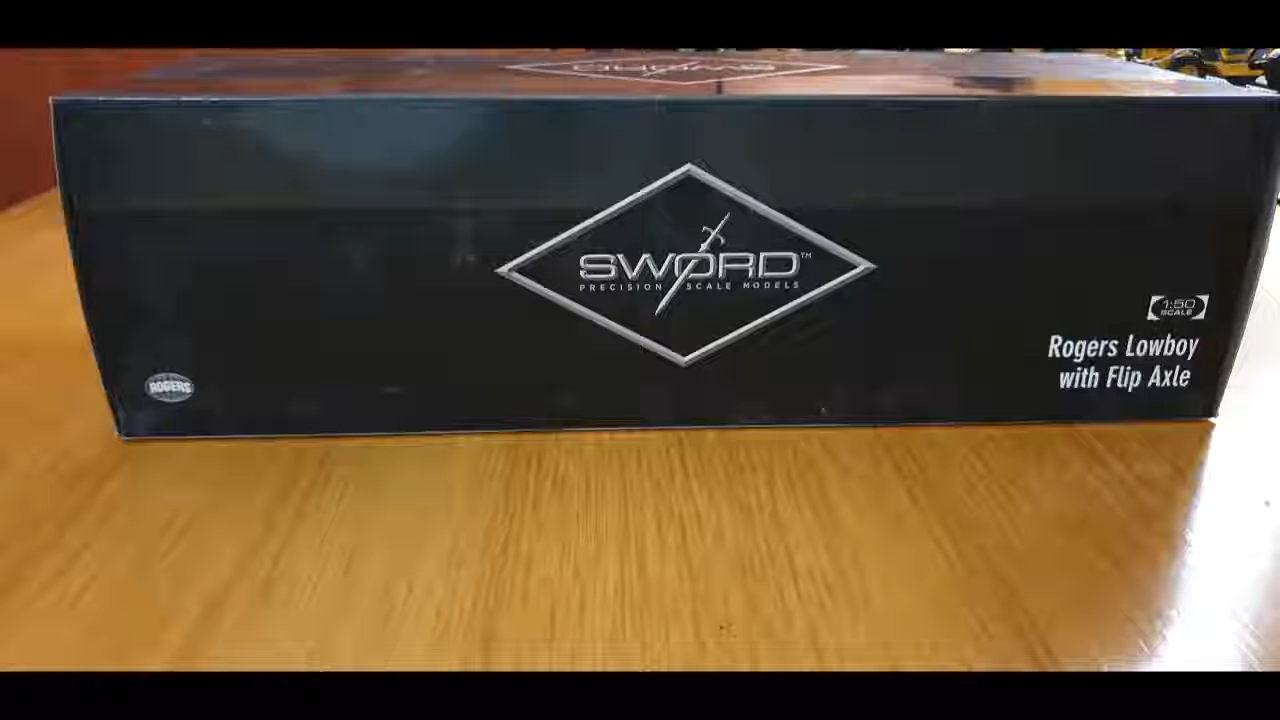 SWORD™
PRECISION SCALE MODELS
1:50
SCALE
Rogers Lowboy
with Flip Axle
ROGERS